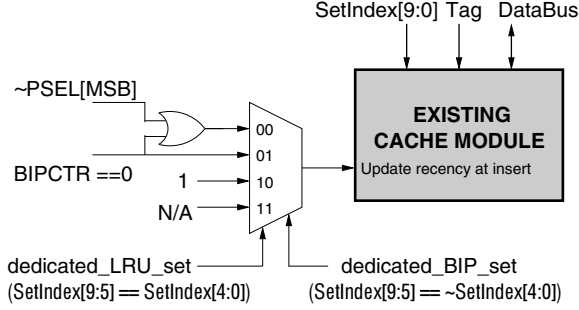 SetIndex[9:0] Tag DataBus
~PSEL[MSB]
EXISTING
CACHE MODULE
Update recency at insert
00
01
10
11
BIPCTR ==0
1
N/A
dedicated_LRU_set
(SetIndex[9:5] == SetIndex[4:0])
dedicated_BIP_set
(SetIndex[9:5] == ~SetIndex[4:0])